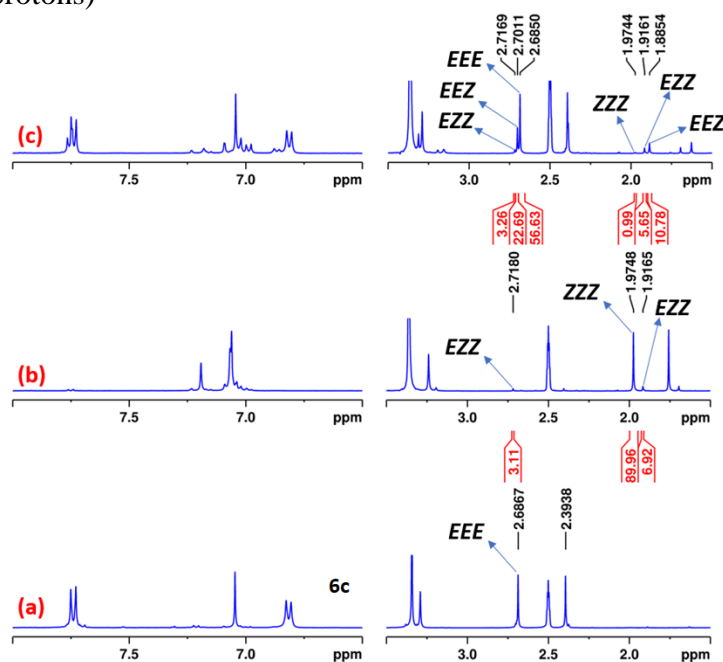 rotons)
2.7169
2.7011
2.6850
1.9744
1.9161
1.8854
EEE
EEZ
EZZ
ZZZ
EZZ
EEZ
(c)
7.5 7.0 ppm 3.0 2.5 2.0 ppm
3.26
22.69
56.63
0.99
5.65
10.78
2.7180
1.9748
1.9165
ZZZ
EZZ
EZZ
(b)
7.5 7.0 ppm 3.0 2.5 2.0 ppm
3.11
89.96
6.92
2.6867
2.3938
EEE
6c
(a)
7.5 7.0 ppm 3.0 2.5 2.0 ppm